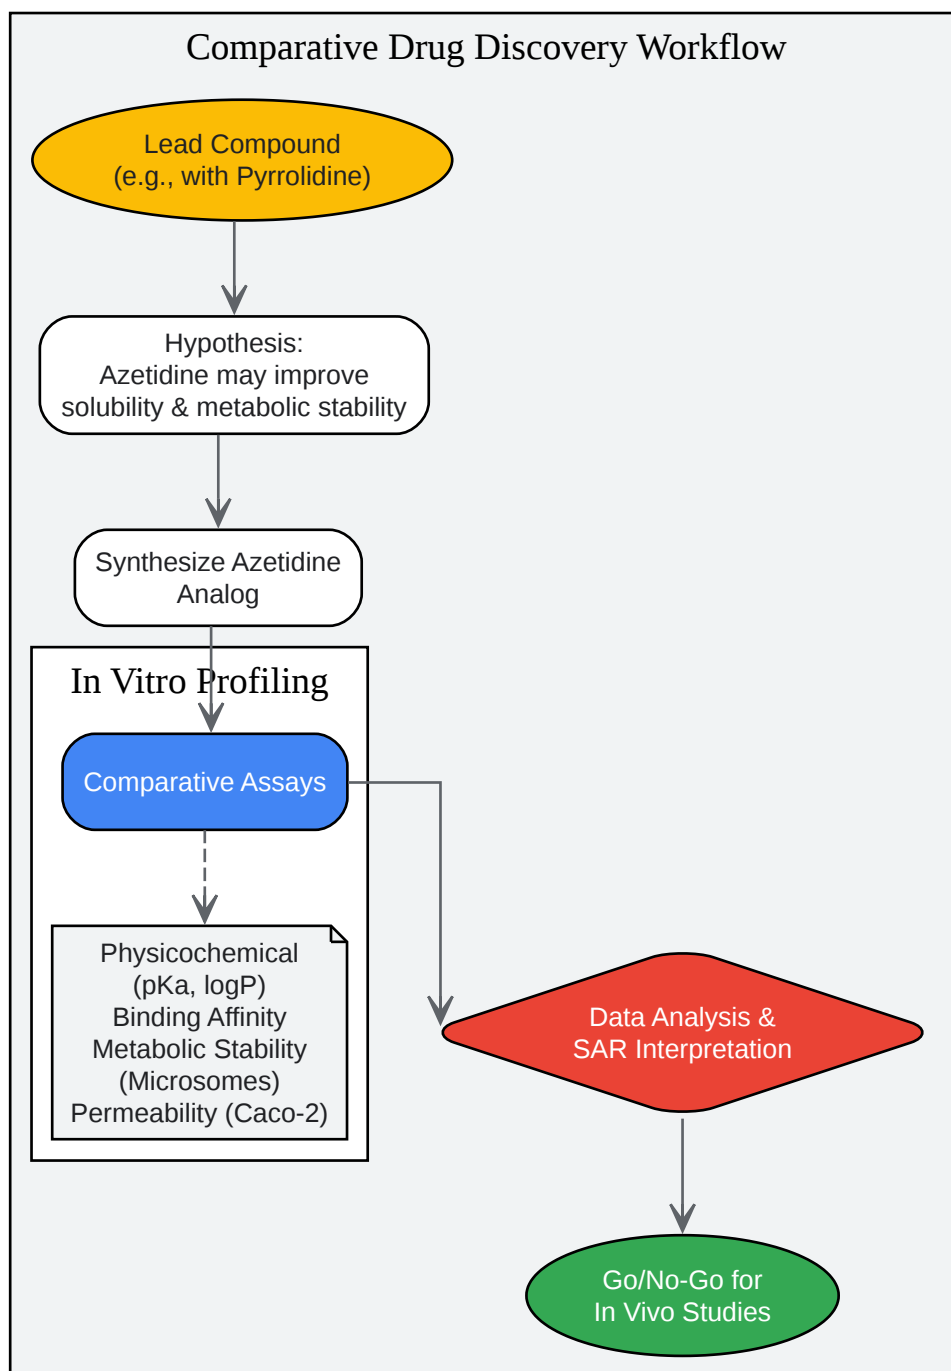 Comparative Drug Discovery Workflow
Lead Compound
(e.g., with Pyrrolidine)
Hypothesis:
Azetidine may improve
solubility & metabolic stability
Synthesize Azetidine
Analog
In Vitro Profiling
Comparative Assays
Physicochemical
(pKa, logP)
Binding Affinity
Metabolic Stability
(Microsomes)
Permeability (Caco-2)
Data Analysis &
SAR Interpretation
Go/No-Go for
In Vivo Studies